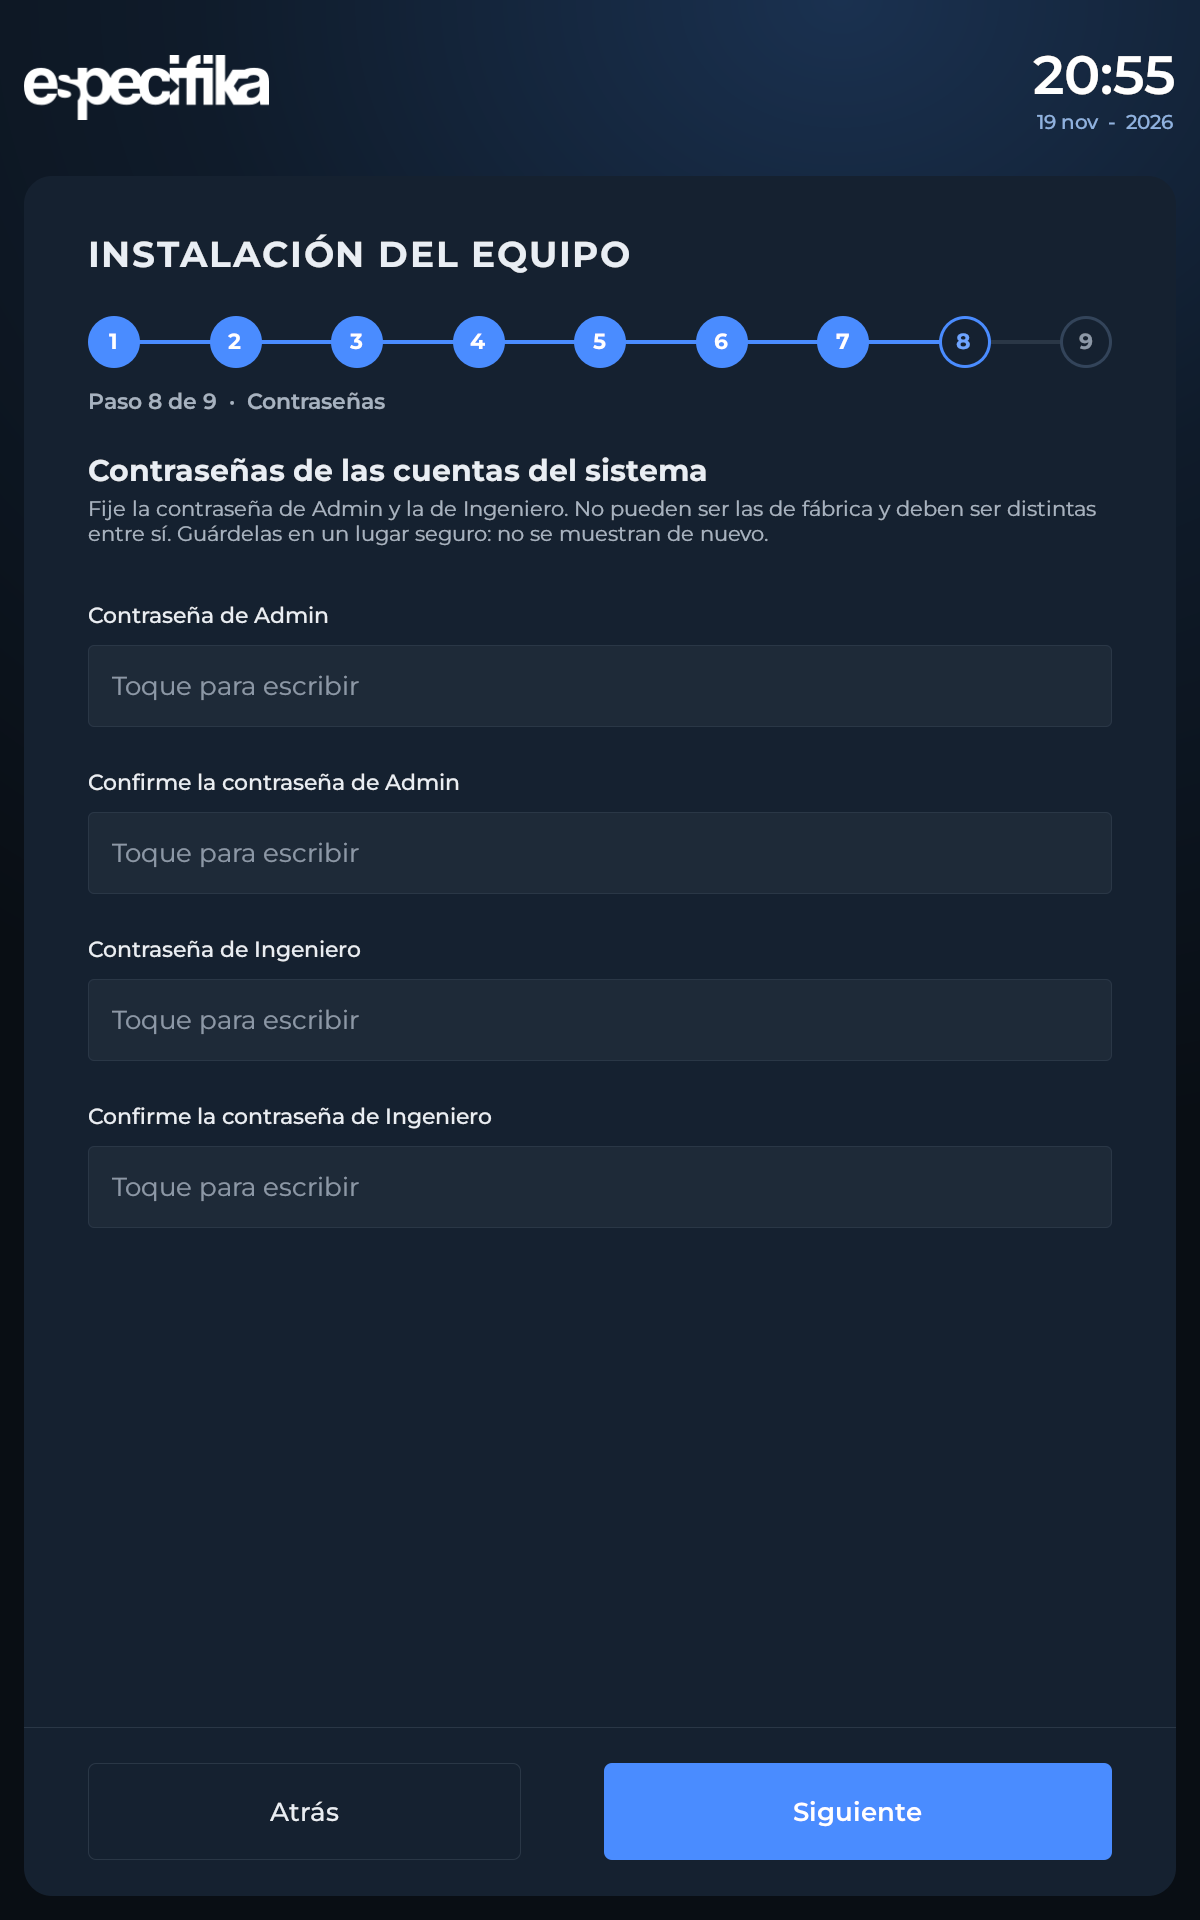 especifika
20:55
19 nov - 2026
INSTALACIÓN DEL EQUIPO
1 2 3 4 5 6 7 8 9
Paso 8 de 9 · Contraseñas
Contraseñas de las cuentas del sistema
Fije la contraseña de Admin y la de Ingeniero. No pueden ser las de fábrica y deben ser distintas
entre sí. Guárdelas en un lugar seguro: no se muestran de nuevo.
Contraseña de Admin
Toque para escribir
Confirme la contraseña de Admin
Toque para escribir
Contraseña de Ingeniero
Toque para escribir
Confirme la contraseña de Ingeniero
Toque para escribir
Atrás
Siguiente